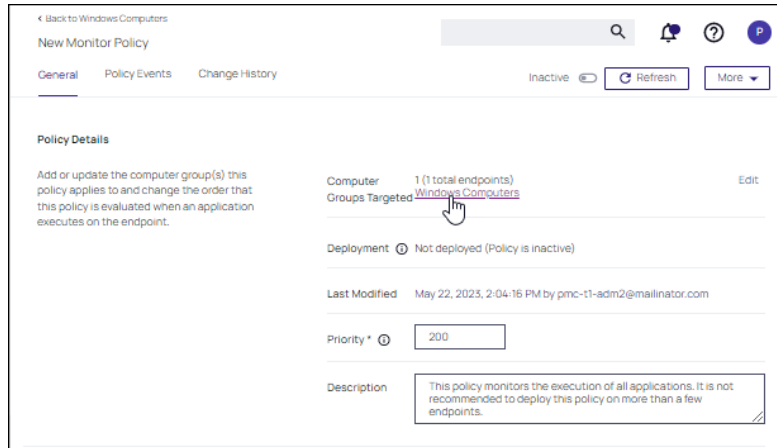 Back to Windows Computers
New Monitor Policy
P
General
Policy Events
Change History
Inactive
Refresh
More
Policy Details
Add or update the computer group(s) this
policy applies to and change the order that
this policy is evaluated when an application
executes on the endpoint.
Computer
Groups Targeted
1 (1 total endpoints)
Windows Computers
Edit
Deployment
Not deployed (Policy is inactive)
Last Modified
May 22, 2023, 2:04:16 PM by pmc-t1-adm2@mailinator.com
Priority *
200
Description
This policy monitors the execution of all applications. It is not
recommended to deploy this policy on more than a few
endpoints.